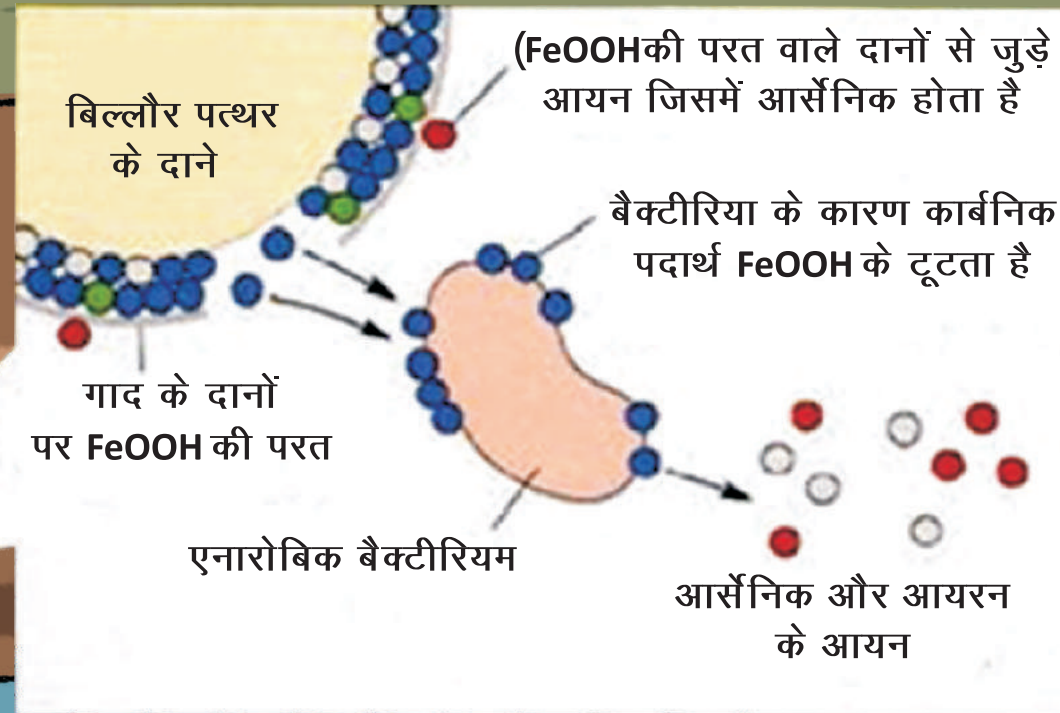 (FeOOHकी परत वाले दानों से जुड़े
आयन जिसमें आर्सेनिक होता है
बिल्लौर पत्थर
के दाने
बैक्टीरिया के कारण कार्बनिक
पदार्थ FeOOH के टूटता है
गाद के दानों
पर FeOOH की परत
एनारोबिक बैक्टीरियम
आर्सेनिक और आयरन
के आयन